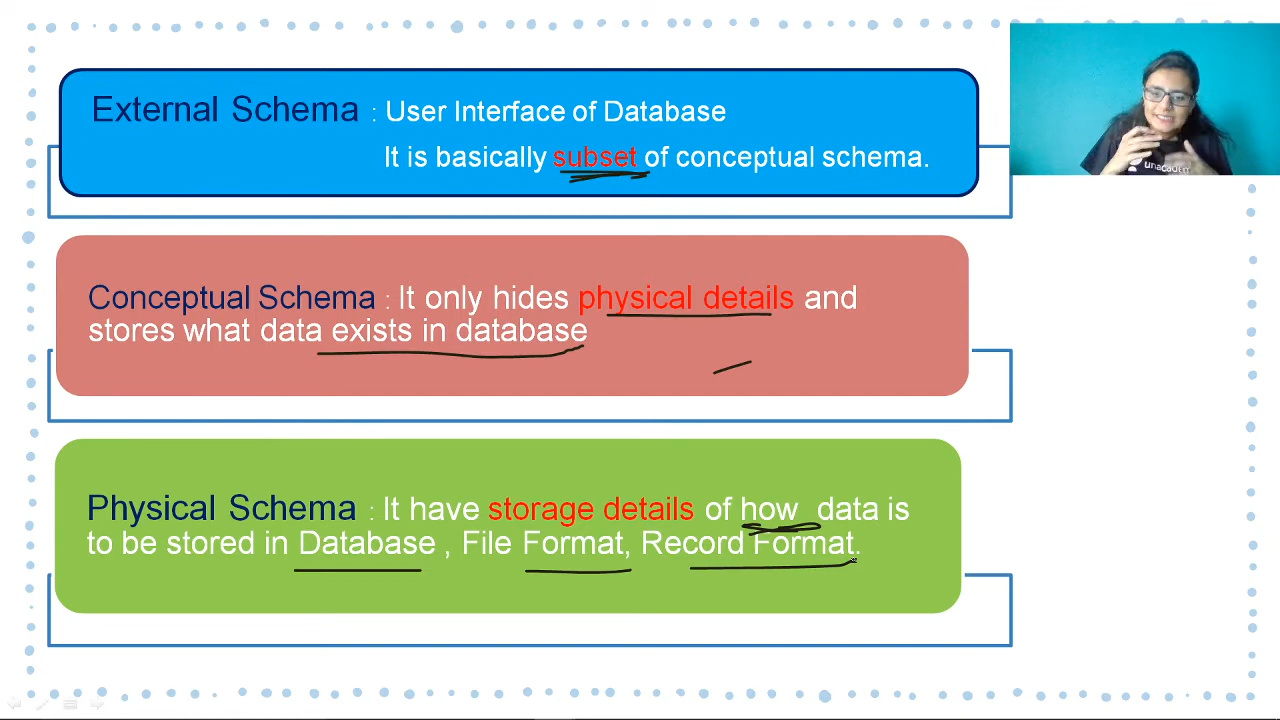 External Schema : User Interface of Database
It is basically subset of conceptual schema.
Conceptual Schema : It only hides physical details and
stores what data exists in database
Physical Schema : It have storage details of how data is
to be stored in Database , File Format, Record Format.
unacadem